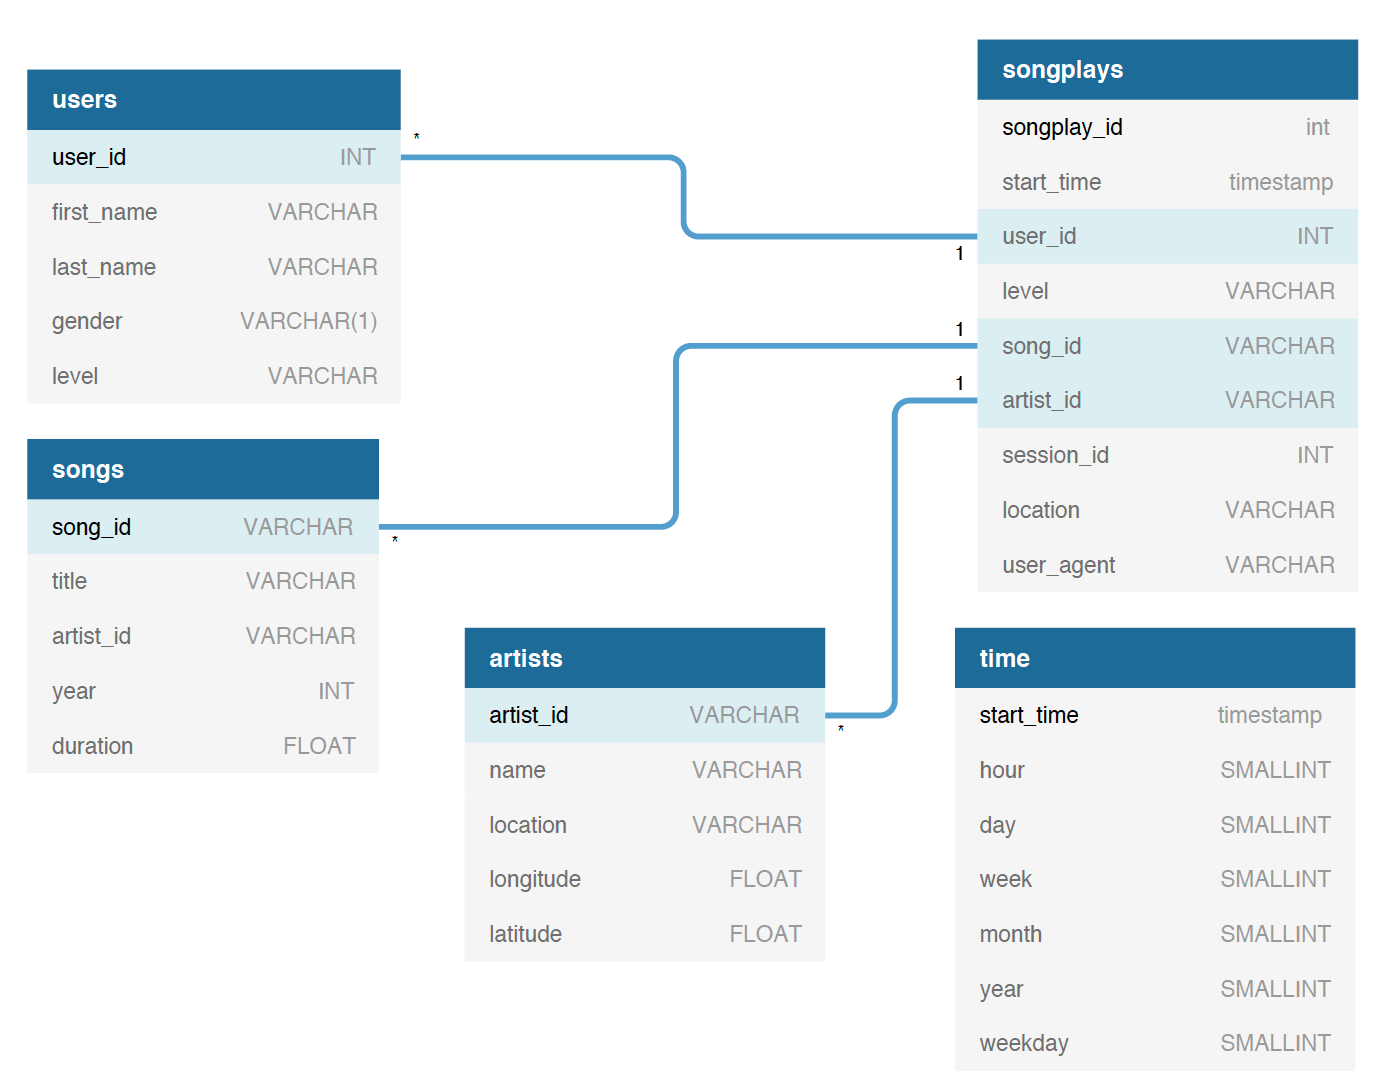 users
user_id INT
first_name VARCHAR
last_name VARCHAR
gender VARCHAR(1)
level VARCHAR
*
songplays
songplay_id int
start_time timestamp
user_id INT
level VARCHAR
song_id VARCHAR
artist_id VARCHAR
session_id INT
location VARCHAR
user_agent VARCHAR
1
1
1
songs
song_id VARCHAR
title VARCHAR
artist_id VARCHAR
year INT
duration FLOAT
*
artists
artist_id VARCHAR
name VARCHAR
location VARCHAR
longitude FLOAT
latitude FLOAT
*
time
start_time timestamp
hour SMALLINT
day SMALLINT
week SMALLINT
month SMALLINT
year SMALLINT
weekday SMALLINT